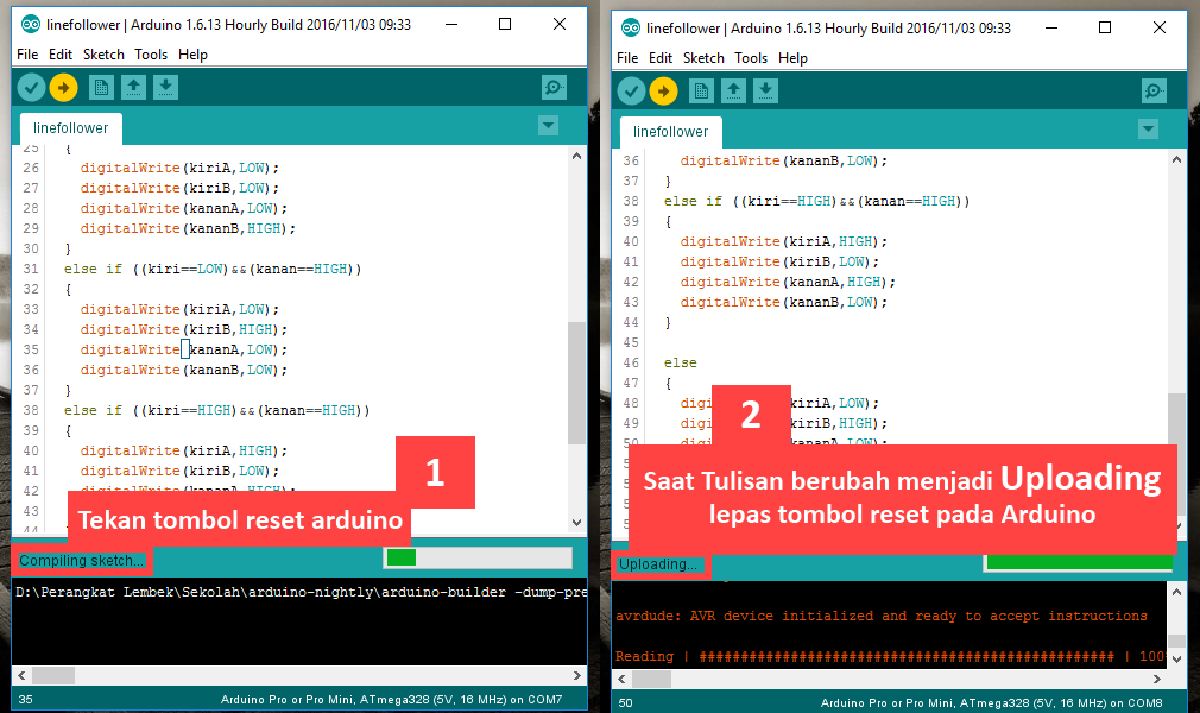 linefollower | Arduino 1.6.13 Hourly Build 2016/11/03 09:33
File Edit Sketch Tools Help
linefollower
25 {
26 digitalWrite(kiriA,LOW);
27 digitalWrite(kiriB,LOW);
28 digitalWrite(kananA,LOW);
29 digitalWrite(kananB,HIGH);
30 }
31 else if ((kiri==LOW)&&(kanan==HIGH))
32 {
33 digitalWrite(kiriA,LOW);
34 digitalWrite(kiriB,HIGH);
35 digitalWrite(kananA,LOW);
36 digitalWrite(kananB,LOW);
37 }
38 else if ((kiri==HIGH)&&(kanan==HIGH))
39 {
40 digitalWrite(kiriA,HIGH);
41 digitalWrite(kiriB,LOW);
42 digitalWrite(kananA,HIGH);
43
44
1
Tekan tombol reset arduino
Compiling sketch...
D:\Perangkat Lembek\Sekolah\arduino-nightly\arduino-builder -dump-pre
35 Arduino Pro or Pro Mini, ATmega328 (5V, 16 MHz) on COM7
linefollower | Arduino 1.6.13 Hourly Build 2016/11/03 09:33
File Edit Sketch Tools Help
linefollower
36 digitalWrite(kananB,LOW);
37 }
38 else if ((kiri==HIGH)&&(kanan==HIGH))
39 {
40 digitalWrite(kiriA,HIGH);
41 digitalWrite(kiriB,LOW);
42 digitalWrite(kananA,HIGH);
43 digitalWrite(kananB,LOW);
44 }
45
46 else
47 {
48 digi kiriA,LOW);
49 digi kiriB,HIGH);
50 digi kananA,LOW);
2
Saat Tulisan berubah menjadi Uploading
lepas tombol reset pada Arduino
Uploading...
avrdude: AVR device initialized and ready to accept instructions
Reading | ################################################## | 100%
50 Arduino Pro or Pro Mini, ATmega328 (5V, 16 MHz) on COM8